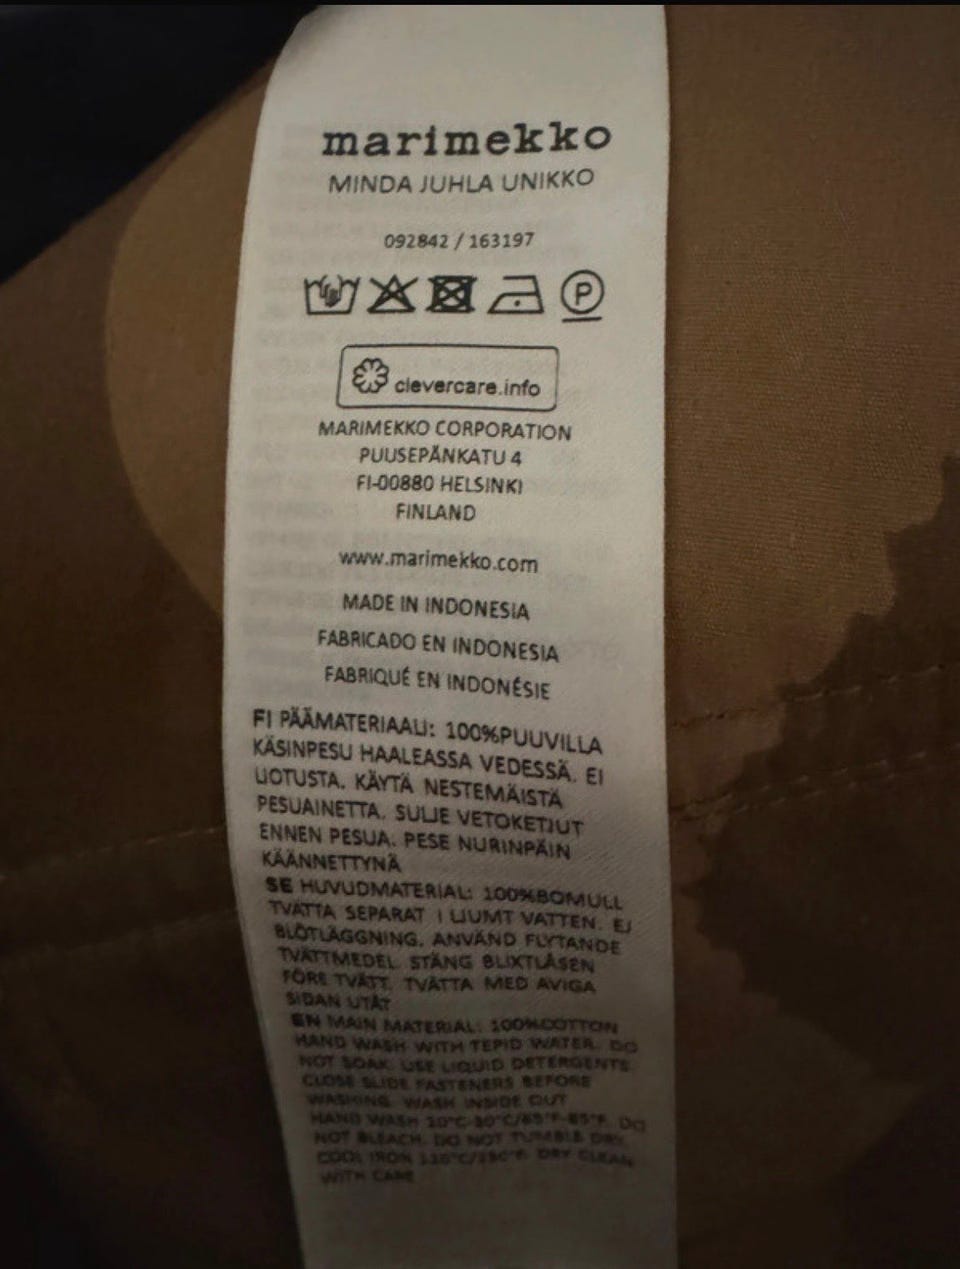 marimekko
MINDA JUHLA UNIKKO
092842 / 163197
P
clevercare.info
MARIMEKKO CORPORATION
PUUSEPÄNKATU 4
FI-00880 HELSINKI
FINLAND
www.marimekko.com
MADE IN INDONESIA
FABRICADO EN INDONESIA
FABRIQUÉ EN INDONÉSIE
FI PÄÄMATERIAALI: 100%PUUVILLA
KÄSINPESU HAALEASSA VEDESSÄ. EI
LIOTUSTA. KÄYTÄ NESTEMÄISTÄ
PESUAINETTA. SULJE VETOKETJUT
ENNEN PESUA. PESE NURINPÄIN
KÄÄNNETTYNÄ
SE HUVUDMATERIAL: 100%BOMULL
TVÄTTA SEPARAT I LJUMT VATTEN. EJ
BLÖTLÄGGNING. ANVÄND FLYTANDE
TVÄTTMEDEL. STÄNG BLIXTLÅSEN
FÖRE TVÄTT. TVÄTTA MED AVIGA
SIDAN UTÅT
EN MAIN MATERIAL: 100%COTTON
HAND WASH WITH TEPID WATER. DO
NOT SOAK. USE LIQUID DETERGENTS.
CLOSE SLIDE FASTENERS BEFORE
WASHING. WASH INSIDE OUT
HAND WASH DO
NOT BLEACH. DO NOT TUMBLE DRY.
COOL IRON DRY CLEAN
WITH CARE